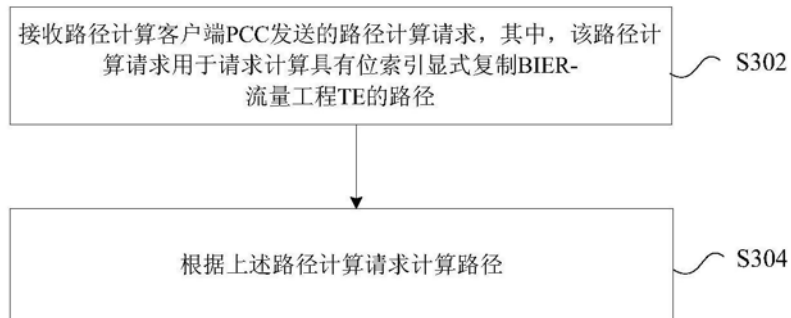 接收路径计算客户端PCC发送的路径计算请求，其中，该路径计
算请求用于请求计算具有位索引显式复制BIER-
流量工程TE的路径
S302
根据上述路径计算请求计算路径
S304